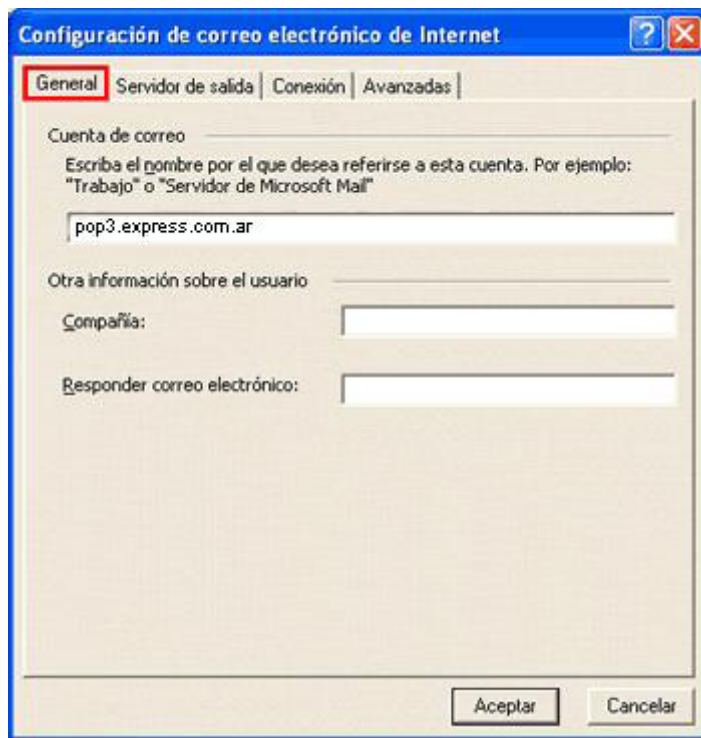 Configuración de correo electrónico de Internet
General Servidor de salida Conexión Avanzadas
Cuenta de correo
Escriba el nombre por el que desea referirse a esta cuenta. Por ejemplo:
"Trabajo" o "Servidor de Microsoft Mail"
pop3.express.com.ar
Otra información sobre el usuario
Compañía:
Responder correo electrónico:
Aceptar Cancelar